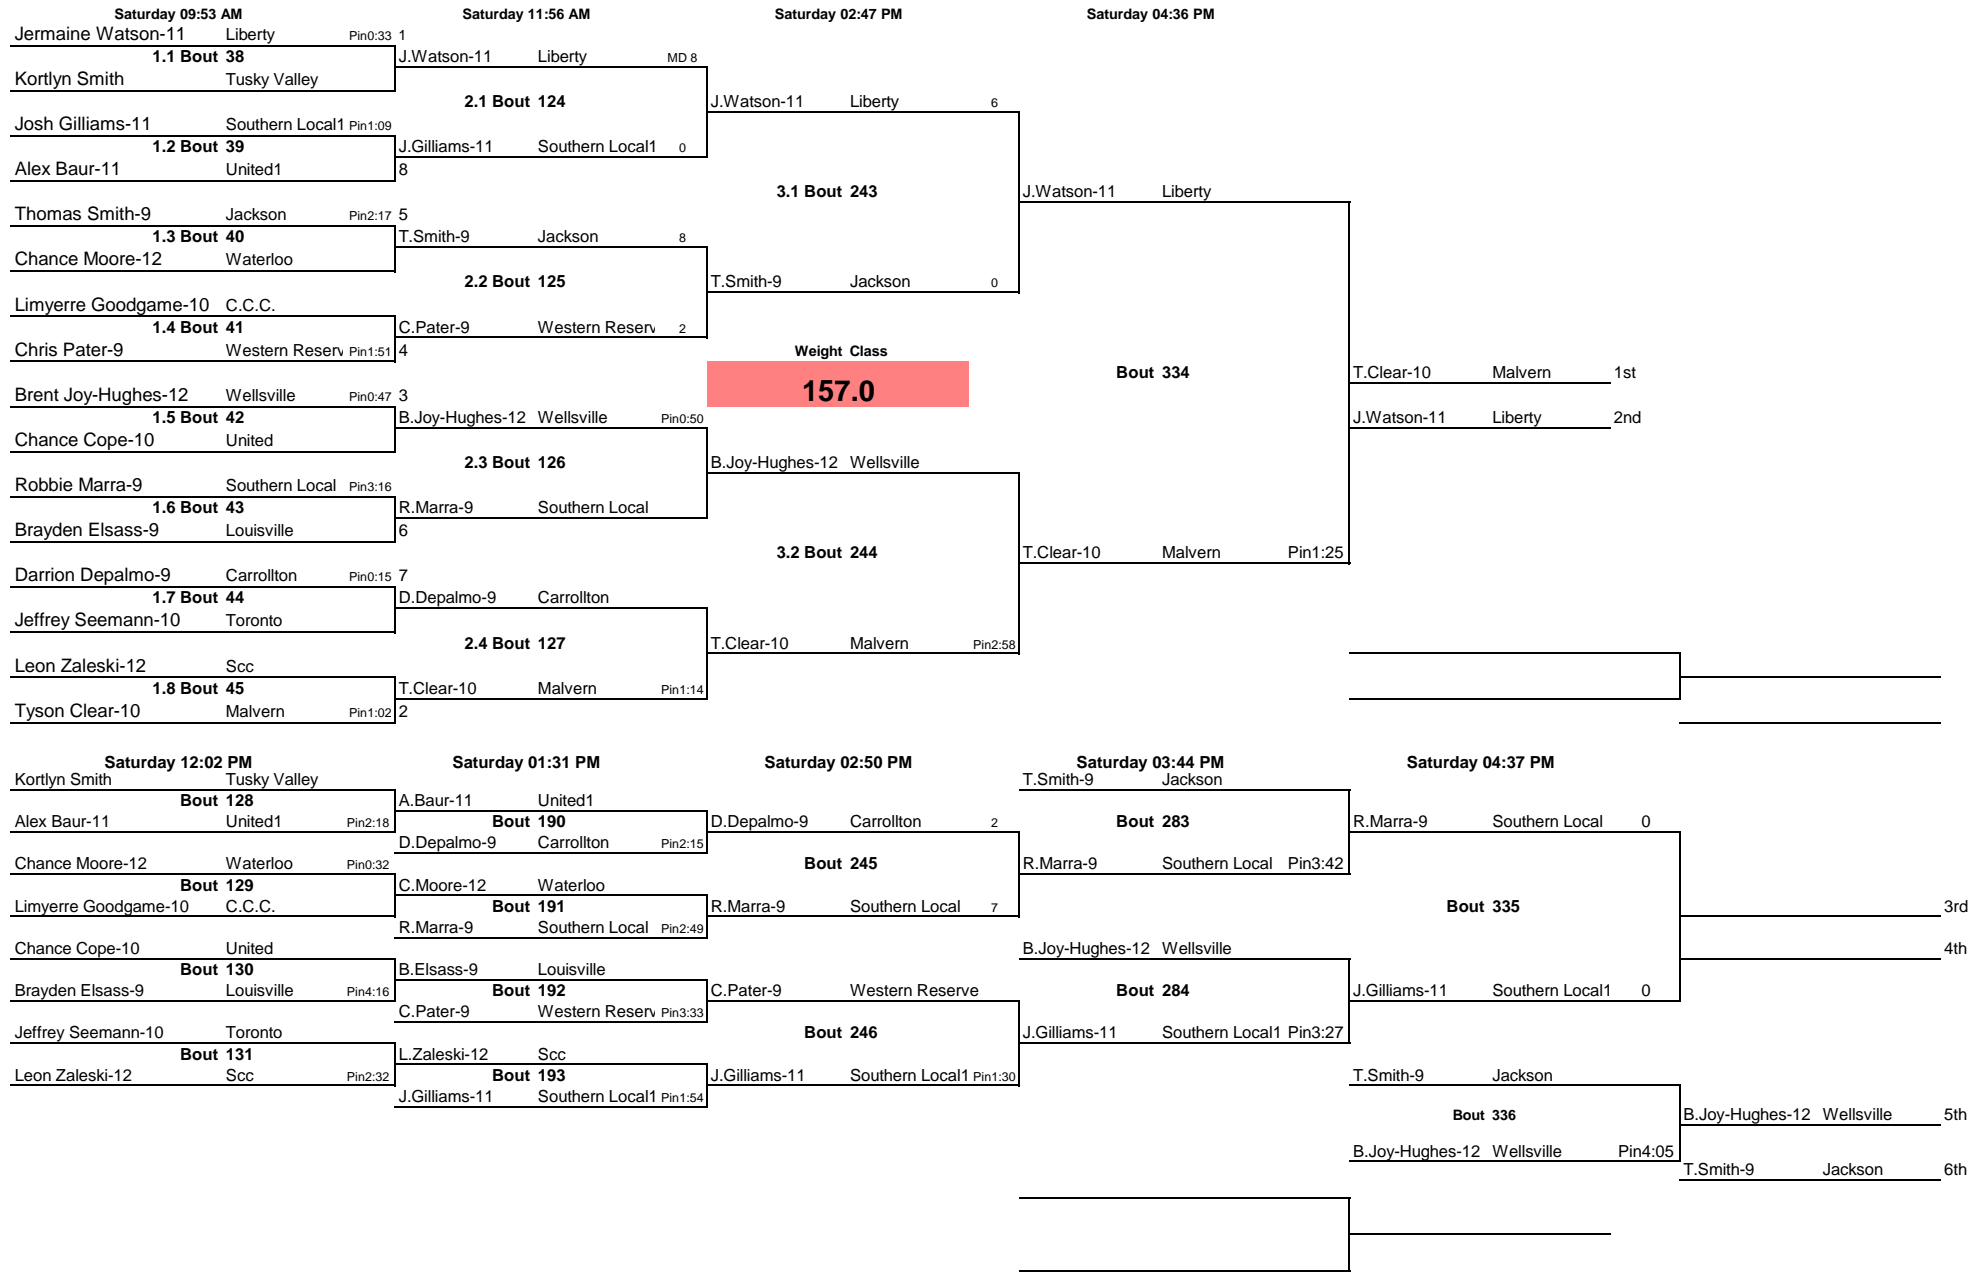 Saturday 09:53 AM Saturday 11:56 AM Saturday 02:47 PM Saturday 04:36 PM
Jermaine Watson-11 Liberty Pin0:33 1
1.1 Bout 38 J.Watson-11 Liberty MD 8
Kortlyn Smith Tusky Valley
2.1 Bout 124 J.Watson-11 Liberty 6
Josh Gilliams-11 Southern Local1 Pin1:09
1.2 Bout 39 J.Gilliams-11 Southern Local1 0
Alex Baur-11 United1 8
3.1 Bout 243 J.Watson-11 Liberty
Thomas Smith-9 Jackson Pin2:17 5
1.3 Bout 40 T.Smith-9 Jackson 8
Chance Moore-12 Waterloo
2.2 Bout 125 T.Smith-9 Jackson 0
Limyerre Goodgame-10 C.C.C.
1.4 Bout 41 C.Pater-9 Western Reserv 2
Chris Pater-9 Western Reserv Pin1:51 4 Weight Class
Bout 334 T.Clear-10 Malvern 1st
Brent Joy-Hughes-12 Wellsville Pin0:47 3 157.0
1.5 Bout 42 B.Joy-Hughes-12 Wellsville Pin0:50 J.Watson-11 Liberty 2nd
Chance Cope-10 United
2.3 Bout 126 B.Joy-Hughes-12 Wellsville
Robbie Marra-9 Southern Local Pin3:16
1.6 Bout 43 R.Marra-9 Southern Local
Brayden Elsass-9 Louisville 6
3.2 Bout 244 T.Clear-10 Malvern Pin1:25
Darrion Depalmo-9 Carrollton Pin0:15 7
1.7 Bout 44 D.Depalmo-9 Carrollton
Jeffrey Seemann-10 Toronto
2.4 Bout 127 T.Clear-10 Malvern Pin2:58
Leon Zaleski-12 Scc
1.8 Bout 45 T.Clear-10 Malvern Pin1:14
Tyson Clear-10 Malvern Pin1:02 2
Saturday 12:02 PM Saturday 01:31 PM Saturday 02:50 PM Saturday 03:44 PM Saturday 04:37 PM
Kortlyn Smith Tusky Valley T.Smith-9 Jackson
Bout 128 A.Baur-11 United1
Alex Baur-11 United1 Pin2:18 Bout 190 D.Depalmo-9 Carrollton 2 Bout 283 R.Marra-9 Southern Local 0
D.Depalmo-9 Carrollton Pin2:15
Chance Moore-12 Waterloo Pin0:32 Bout 245 R.Marra-9 Southern Local Pin3:42
Bout 129 C.Moore-12 Waterloo
Limyerre Goodgame-10 C.C.C. Bout 191 R.Marra-9 Southern Local 7 Bout 335 3rd
R.Marra-9 Southern Local Pin2:49
Chance Cope-10 United B.Joy-Hughes-12 Wellsville 4th
Bout 130 B.Elsass-9 Louisville
Brayden Elsass-9 Louisville Pin4:16 Bout 192 C.Pater-9 Western Reserve Bout 284 J.Gilliams-11 Southern Local1 0
C.Pater-9 Western Reserv Pin3:33
Jeffrey Seemann-10 Toronto Bout 246 J.Gilliams-11 Southern Local1 Pin3:27
Bout 131 L.Zaleski-12 Scc
Leon Zaleski-12 Scc Pin2:32 Bout 193 J.Gilliams-11 Southern Local1 Pin1:30 T.Smith-9 Jackson
J.Gilliams-11 Southern Local1 Pin1:54
Bout 336 B.Joy-Hughes-12 Wellsville 5th
B.Joy-Hughes-12 Wellsville Pin4:05
T.Smith-9 Jackson 6th